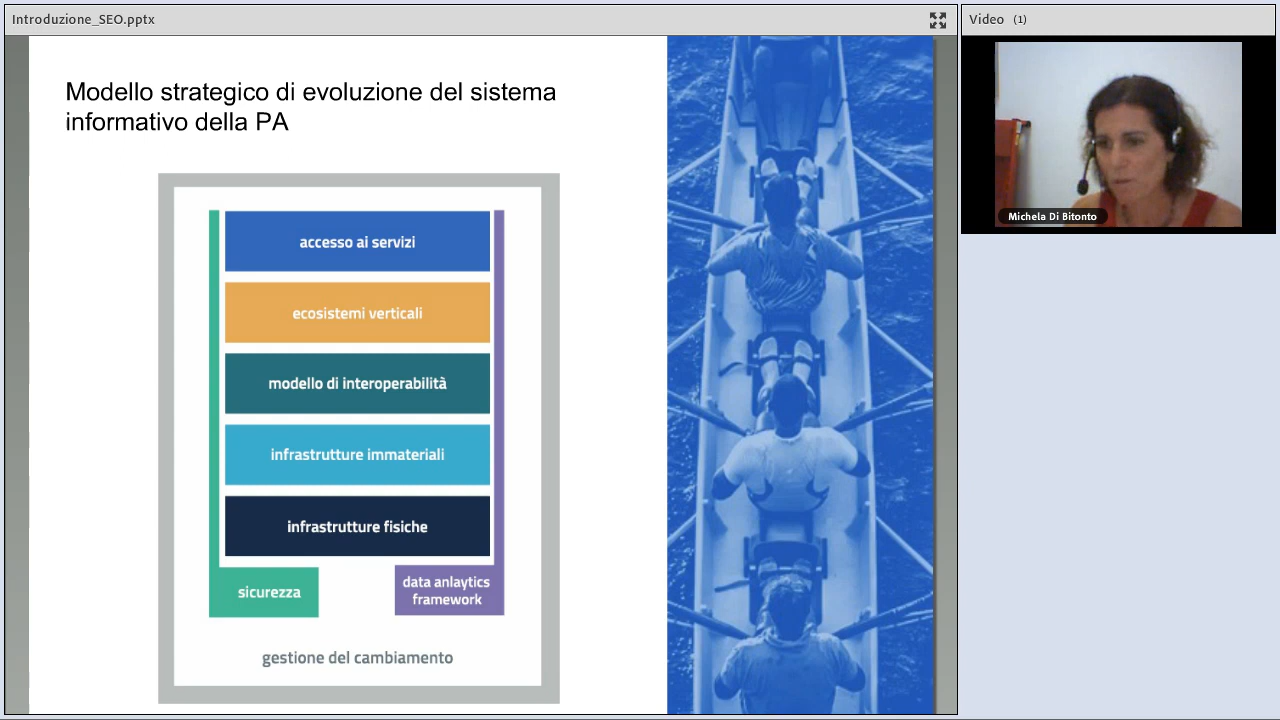 Introduzione_SEO.pptx
Video (1)
Modello strategico di evoluzione del sistema
informativo della PA
accesso ai servizi
ecosistemi verticali
modello di interoperabilità
infrastrutture immateriali
infrastrutture fisiche
sicurezza
data anlaytics
framework
gestione del cambiamento
Michela Di Bitonto